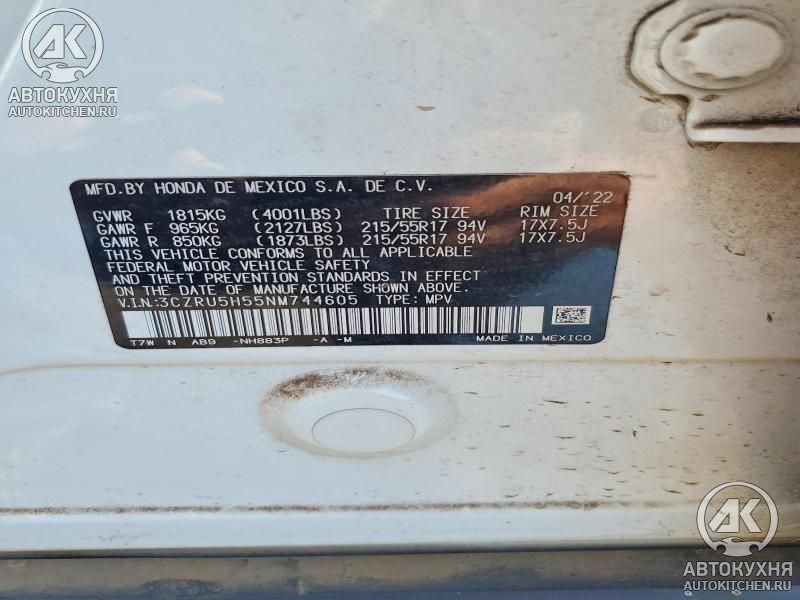 AK
АВТОКУХНЯ
AUTOKITCHEN.RU
MFD.BY HONDA DE MEXICO S.A. DE C.V. 04/'22
GVWR 1815KG (4001LBS) TIRE SIZE RIM SIZE
GAWR F 965KG (2127LBS) 215/55R17 94V 17X7.5J
GAWR R 850KG (1873LBS) 215/55R17 94V 17X7.5J
THIS VEHICLE CONFORMS TO ALL APPLICABLE
FEDERAL MOTOR VEHICLE SAFETY
AND THEFT PREVENTION STANDARDS IN EFFECT
ON THE DATE OF MANUFACTURE SHOWN ABOVE.
V.I.N:3CZRU5H55NM744605 TYPE: MPV
T7W N AB9 -NH883P -A -M MADE IN MEXICO
AK
АВТОКУХНЯ
AUTOKITCHEN.RU